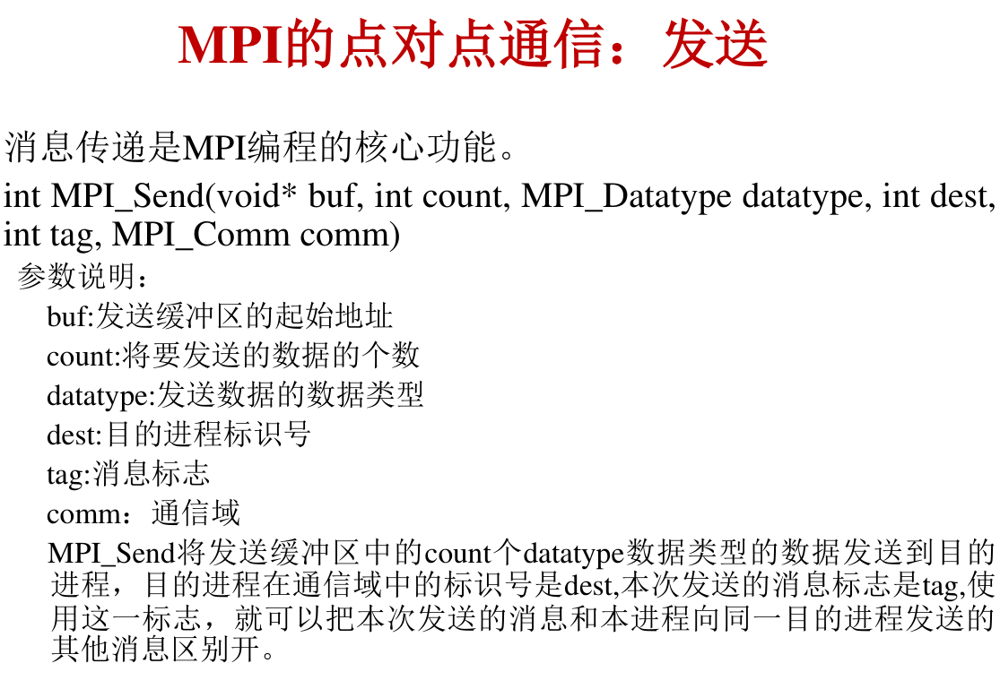 MPI的点对点通信：发送
消息传递是MPI编程的核心功能。
int MPI_Send(void* buf, int count, MPI_Datatype datatype, int dest,
int tag, MPI_Comm comm)
参数说明：
buf:发送缓冲区的起始地址
count:将要发送的数据的个数
datatype:发送数据的数据类型
dest:目的进程标识号
tag:消息标志
comm：通信域
MPI_Send将发送缓冲区中的count个datatype数据类型的数据发送到目的
进程，目的进程在通信域中的标识号是dest,本次发送的消息标志是tag,使
用这一标志，就可以把本次发送的消息和本进程向同一目的进程发送的
其他消息区别开。